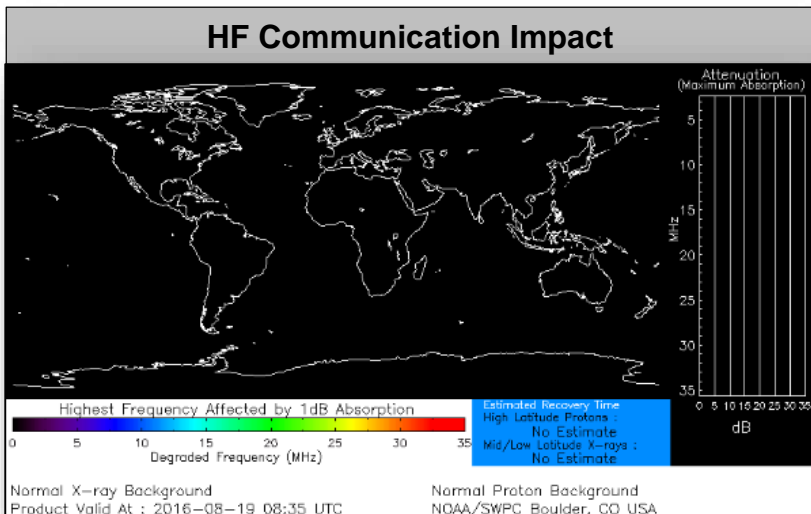 HF Communication Impact
Attenuation
(Maximum Absorption)
5
10
15
20
25
30
35
MHz
0 5 10 15 20 25 30 35
dB
Highest Frequency Affected by 1dB Absorption
0 5 10 15 20 25 30 35
Degraded Frequency (MHz)
Estimated Recovery Time
High Latitude Protons :
No Estimate
Mid/Low Latitude X-rays :
No Estimate
Normal X-ray Background
Product Valid At : 2016-08-19 08:35 UTC
Normal Proton Background
NOAA/SWPC Boulder, CO USA